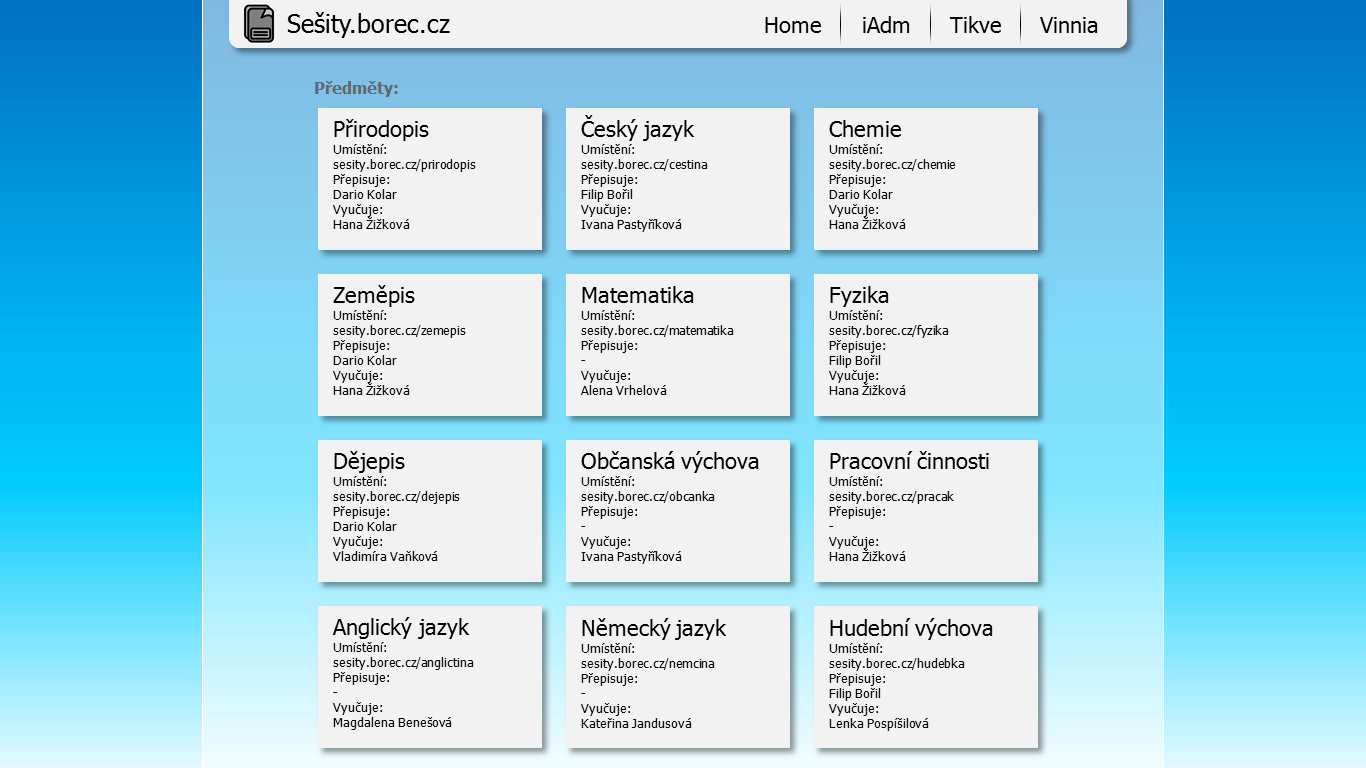 Sešity.borec.cz
Home
iAdm
Tikve
Vinnia
Předměty:
Přírodopis
Umístění:
sesity.borec.cz/prirodopis
Přepisuje:
Dario Kolar
Vyučuje:
Hana Žižková
Český jazyk
Umístění:
sesity.borec.cz/cestina
Přepisuje:
Filip Bořil
Vyučuje:
Ivana Pastyříková
Chemie
Umístění:
sesity.borec.cz/chemie
Přepisuje:
Dario Kolar
Vyučuje:
Hana Žižková
Zeměpis
Umístění:
sesity.borec.cz/zemepis
Přepisuje:
Dario Kolar
Vyučuje:
Hana Žižková
Matematika
Umístění:
sesity.borec.cz/matematika
Přepisuje:
-
Vyučuje:
Alena Vrhelová
Fyzika
Umístění:
sesity.borec.cz/fyzika
Přepisuje:
Filip Bořil
Vyučuje:
Hana Žižková
Dějepis
Umístění:
sesity.borec.cz/dejepis
Přepisuje:
Dario Kolar
Vyučuje:
Vladimíra Vaňková
Občanská výchova
Umístění:
sesity.borec.cz/obcanka
Přepisuje:
-
Vyučuje:
Ivana Pastyříková
Pracovní činnosti
Umístění:
sesity.borec.cz/pracak
Přepisuje:
-
Vyučuje:
Hana Žižková
Anglický jazyk
Umístění:
sesity.borec.cz/anglictina
Přepisuje:
-
Vyučuje:
Magdalena Benešová
Německý jazyk
Umístění:
sesity.borec.cz/nemcina
Přepisuje:
-
Vyučuje:
Kateřina Jandusová
Hudební výchova
Umístění:
sesity.borec.cz/hudebka
Přepisuje:
Filip Bořil
Vyučuje:
Lenka Pospíšilová